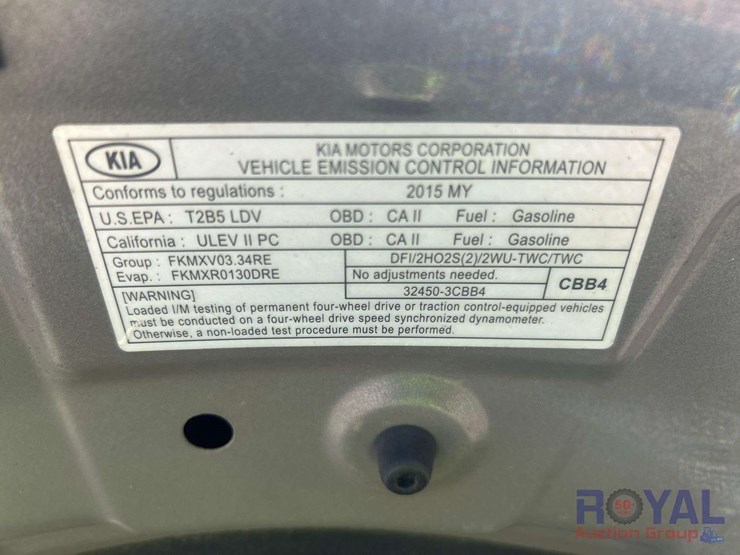 KIA
KIA MOTORS CORPORATION
VEHICLE EMISSION CONTROL INFORMATION
Conforms to regulations : 2015 MY
U.S.EPA : T2B5 LDV OBD : CA II Fuel : Gasoline
California : ULEV II PC OBD : CA II Fuel : Gasoline
Group : FKMXV03.34RE
Evap. : FKMXR0130DRE
DFI/2HO2S(2)/2WU-TWC/TWC
No adjustments needed.
32450-3CBB4
CBB4
[WARNING]
Loaded I/M testing of permanent four-wheel drive or traction control-equipped vehicles
must be conducted on a four-wheel drive speed synchronized dynamometer.
Otherwise, a non-loaded test procedure must be performed.
50
ROYAL
Auction Group